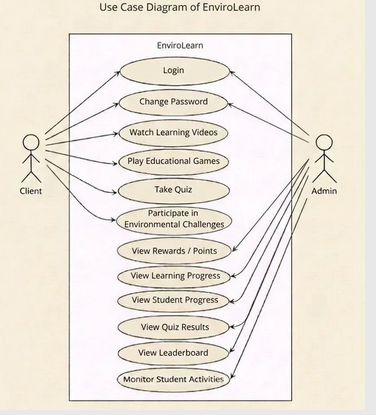 Use Case Diagram of EnviroLearn
EnviroLearn
Login
Change Password
Watch Learning Videos
Play Educational Games
Take Quiz
Participate in
Environmental Challenges
View Rewards / Points
View Learning Progress
View Student Progress
View Quiz Results
View Leaderboard
Monitor Student Activities
Client
Admin